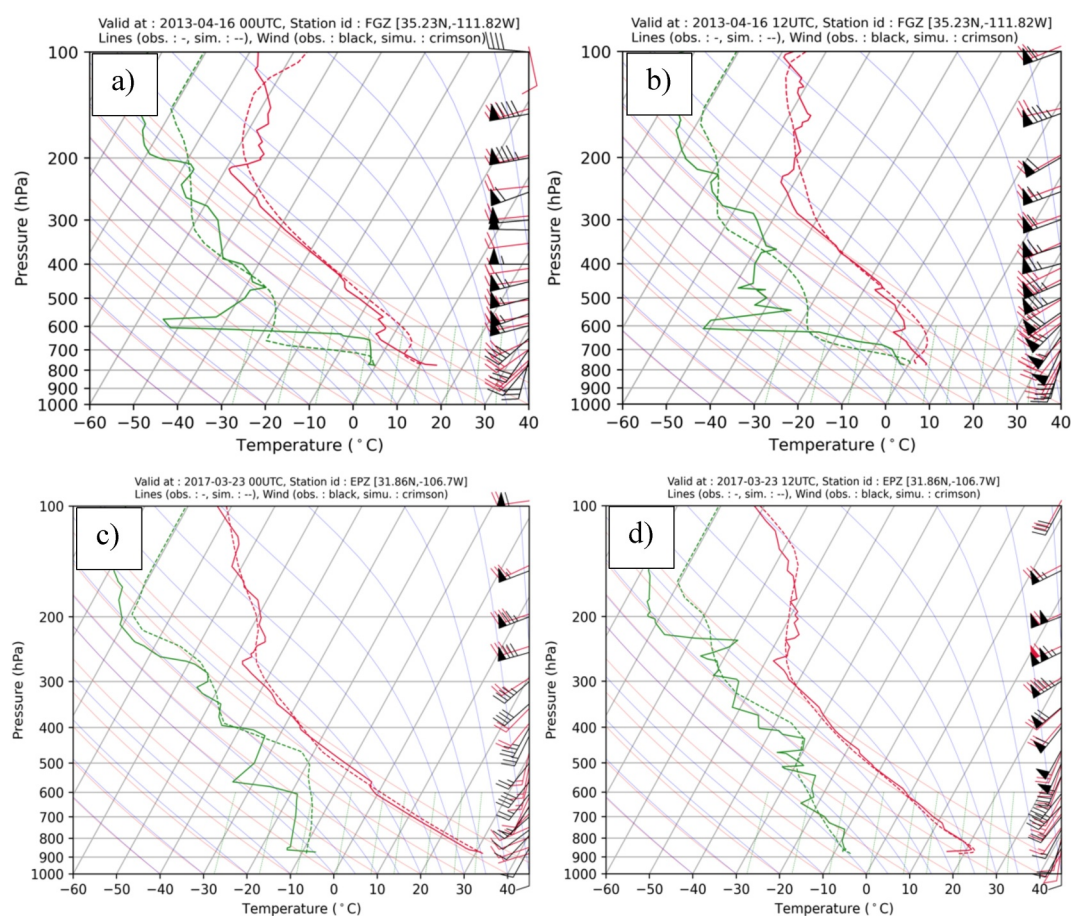 Valid at : 2013-04-16 00UTC, Station id : FGZ [35.23N,-111.82W]
Lines (obs. : -, sim. : --), Wind (obs. : black, simu. : crimson)
a)
Pressure (hPa)
100
200
300
400
500
600
700
800
900
1000
−60 −50 −40 −30 −20 −10 0 10 20 30 40
Temperature (°C)
Valid at : 2013-04-16 12UTC, Station id : FGZ [35.23N,-111.82W]
Lines (obs. : -, sim. : --), Wind (obs. : black, simu. : crimson)
b)
Pressure (hPa)
100
200
300
400
500
600
700
800
900
1000
−60 −50 −40 −30 −20 −10 0 10 20 30 40
Temperature (°C)
Valid at : 2017-03-23 00UTC, Station id : EPZ [31.86N,-106.7W]
Lines (obs. : -, sim. : --), Wind (obs. : black, simu. : crimson)
c)
Pressure (hPa)
100
200
300
400
500
600
700
800
900
1000
−60 −50 −40 −30 −20 −10 0 10 20 30 40
Temperature (°C)
Valid at : 2017-03-23 12UTC, Station id : EPZ [31.86N,-106.7W]
Lines (obs. : -, sim. : --), Wind (obs. : black, simu. : crimson)
d)
Pressure (hPa)
100
200
300
400
500
600
700
800
900
1000
−60 −50 −40 −30 −20 −10 0 10 20 30 40
Temperature (°C)